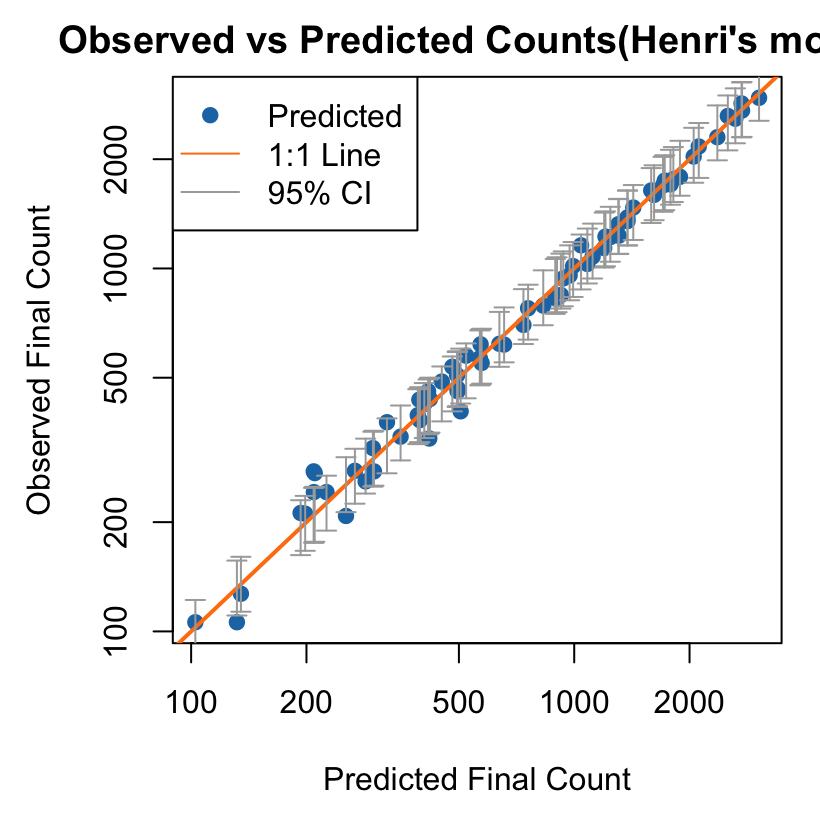 Observed vs Predicted Counts(Henri's mo
Predicted
1:1 Line
95% CI
Observed Final Count
2000
1000
500
200
100
100 200 500 1000 2000
Predicted Final Count